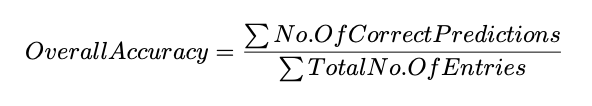 OverallAccuracy = ∑ No.OfCorrectPredictions / ∑ TotalNo.OfEntries